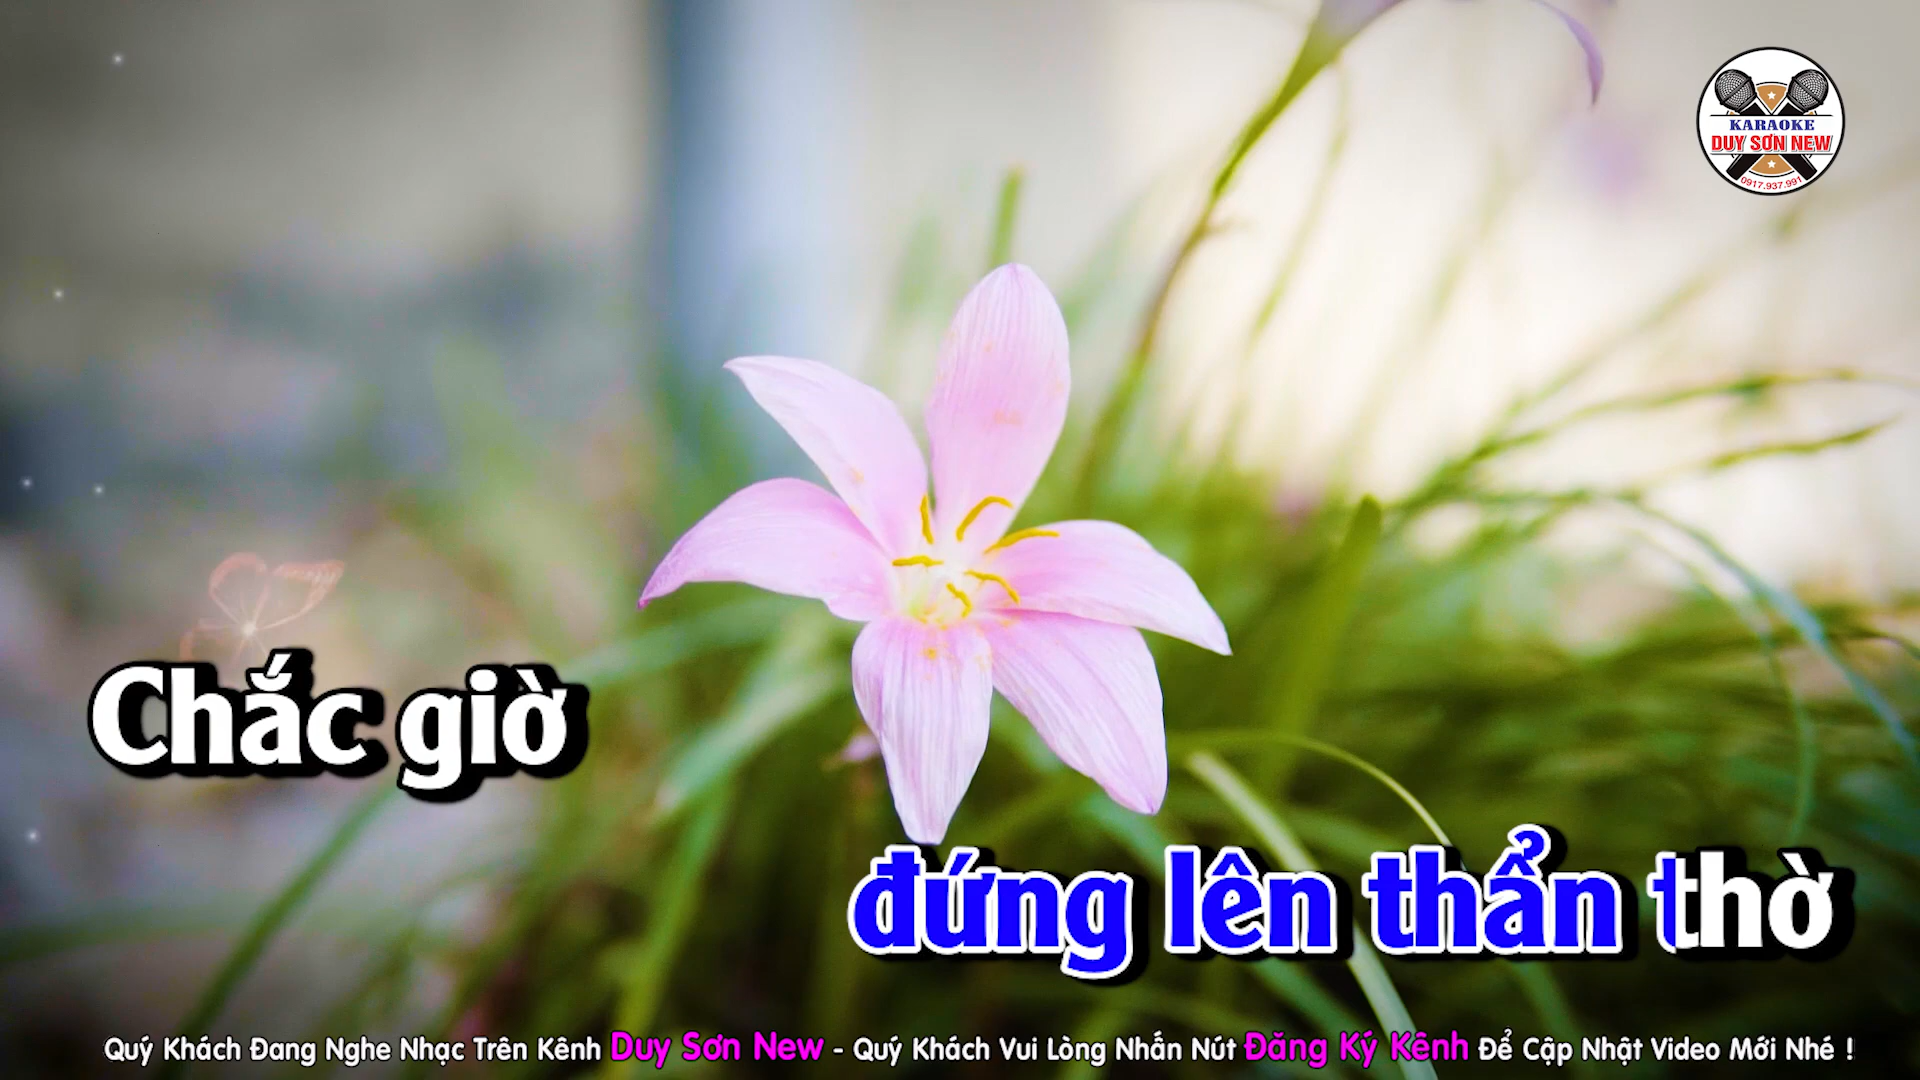 KARAOKE
DUY SƠN NEW
0917.937.991
Chắc giờ
đứng lên thẩn thờ
Quý Khách Đang Nghe Nhạc Trên Kênh Duy Sơn New - Quý Khách Vui Lòng Nhấn Nút Đăng Ký Kênh Để Cập Nhật Video Mới Nhé !